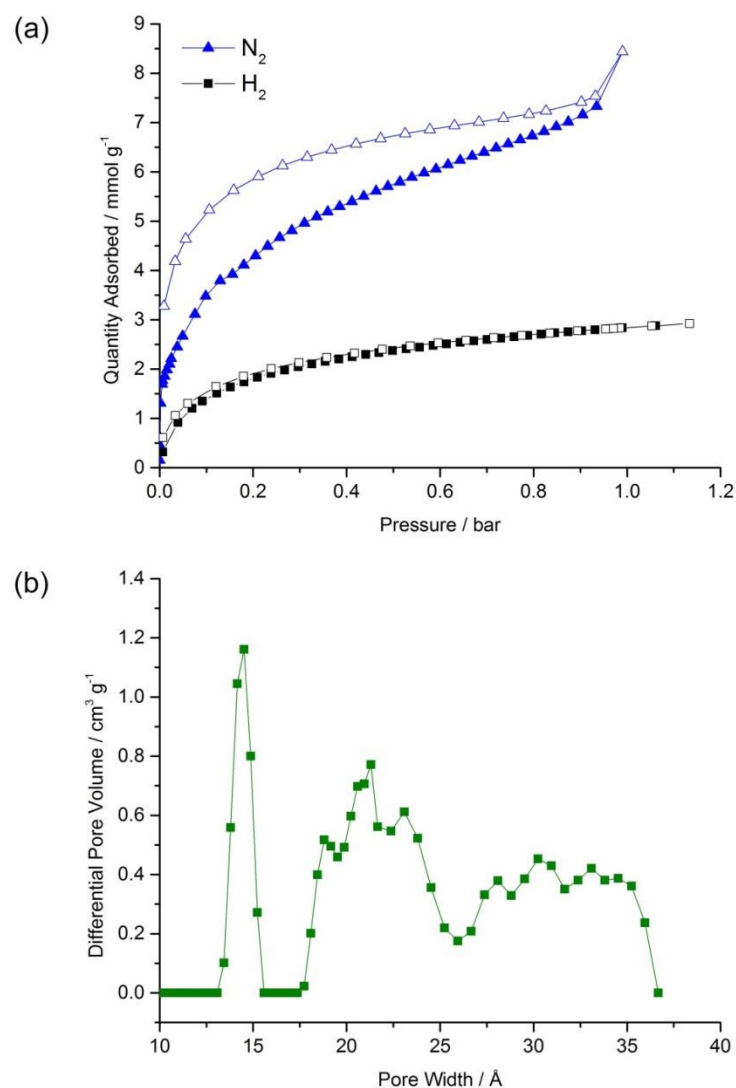 (a)
N₂
H₂
9
8
7
6
5
4
3
2
1
0
Quantity Adsorbed / mmol g⁻¹
0.0 0.2 0.4 0.6 0.8 1.0 1.2
Pressure / bar
(b)
1.4
1.2
1.0
0.8
0.6
0.4
0.2
0.0
Differential Pore Volume / cm³ g⁻¹
10 15 20 25 30 35 40
Pore Width / Å